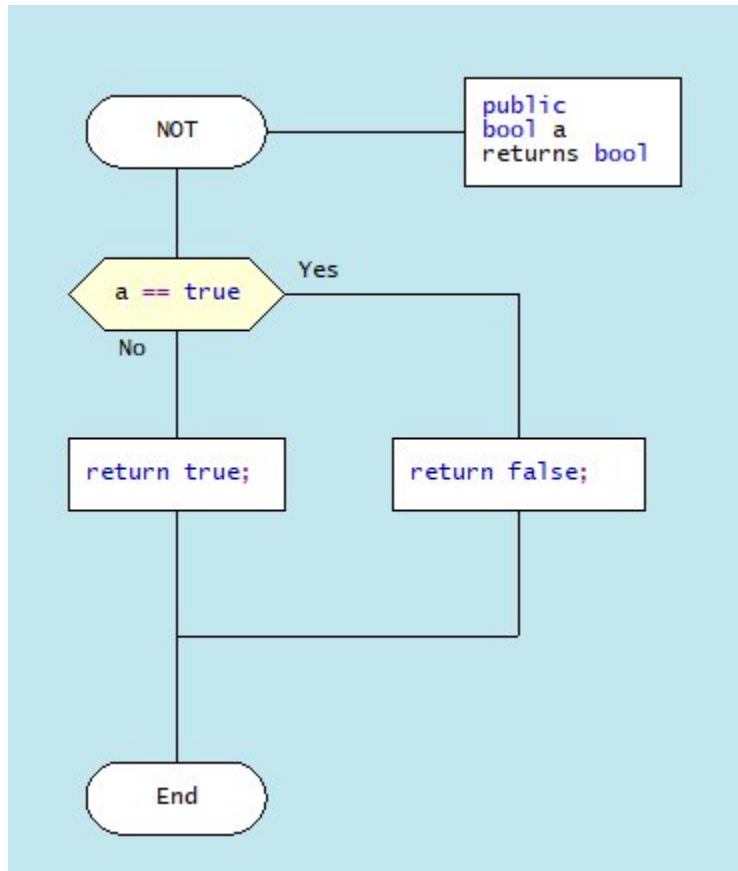 NOT
public
bool a
returns bool
a == true
Yes
No
return true;
return false;
End